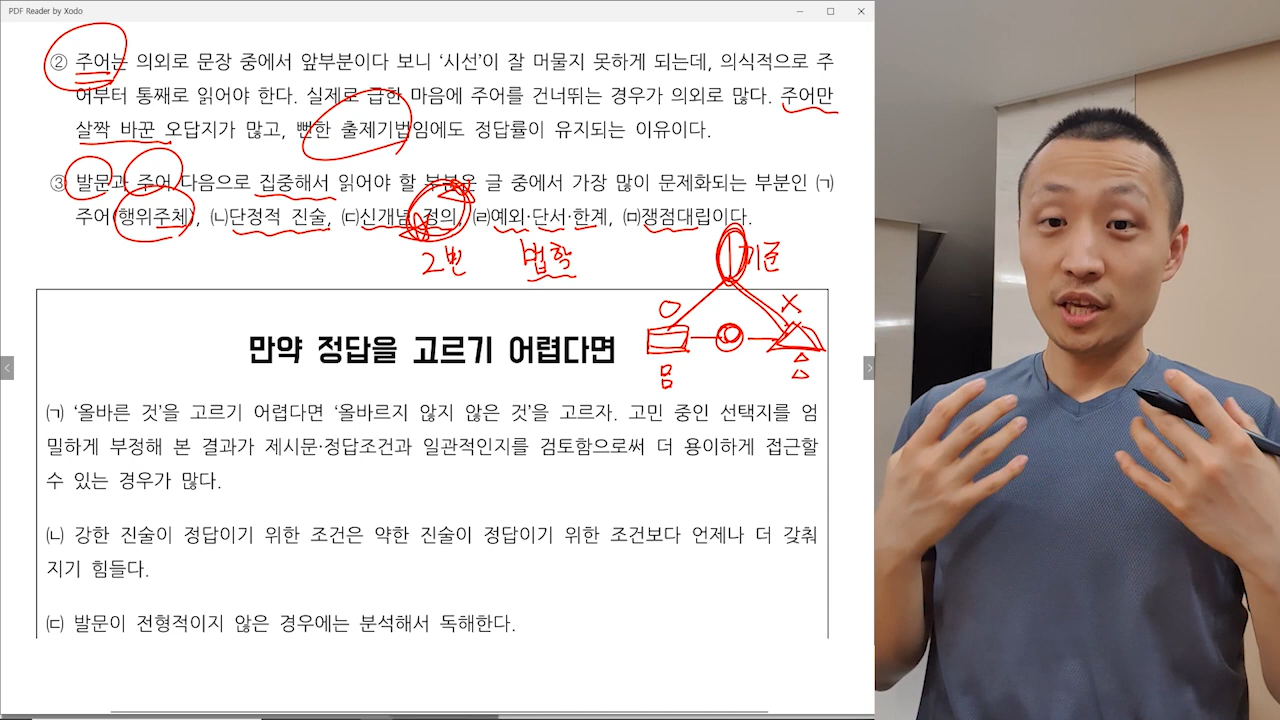 PDF Reader by Xodo
② 주어는 의외로 문장 중에서 앞부분이다 보니 ‘시선’이 잘 머물지 못하게 되는데, 의식적으로 주
어부터 통째로 읽어야 한다. 실제로 급한 마음에 주어를 건너뛰는 경우가 의외로 많다. 주어만
살짝 바꾼 오답지가 많고, 뻔한 출제기법임에도 정답률이 유지되는 이유이다.
③ 발문과 주어 다음으로 집중해서 읽어야 할 부분은 글 중에서 가장 많이 문제화되는 부분인 ㈀
주어(행위주체), ㈁단정적 진술, ㈂신개념 정의, ㈃예외·단서·한계, ㈄쟁점대립이다.
2번 법학 기준
O X
만약 정답을 고르기 어렵다면
㈀ ‘올바른 것’을 고르기 어렵다면 ‘올바르지 않지 않은 것’을 고르자. 고민 중인 선택지를 엄
밀하게 부정해 본 결과가 제시문·정답조건과 일관적인지를 검토함으로써 더 용이하게 접근할
수 있는 경우가 많다.
㈁ 강한 진술이 정답이기 위한 조건은 약한 진술이 정답이기 위한 조건보다 언제나 더 갖춰
지기 힘들다.
㈂ 발문이 전형적이지 않은 경우에는 분석해서 독해한다.